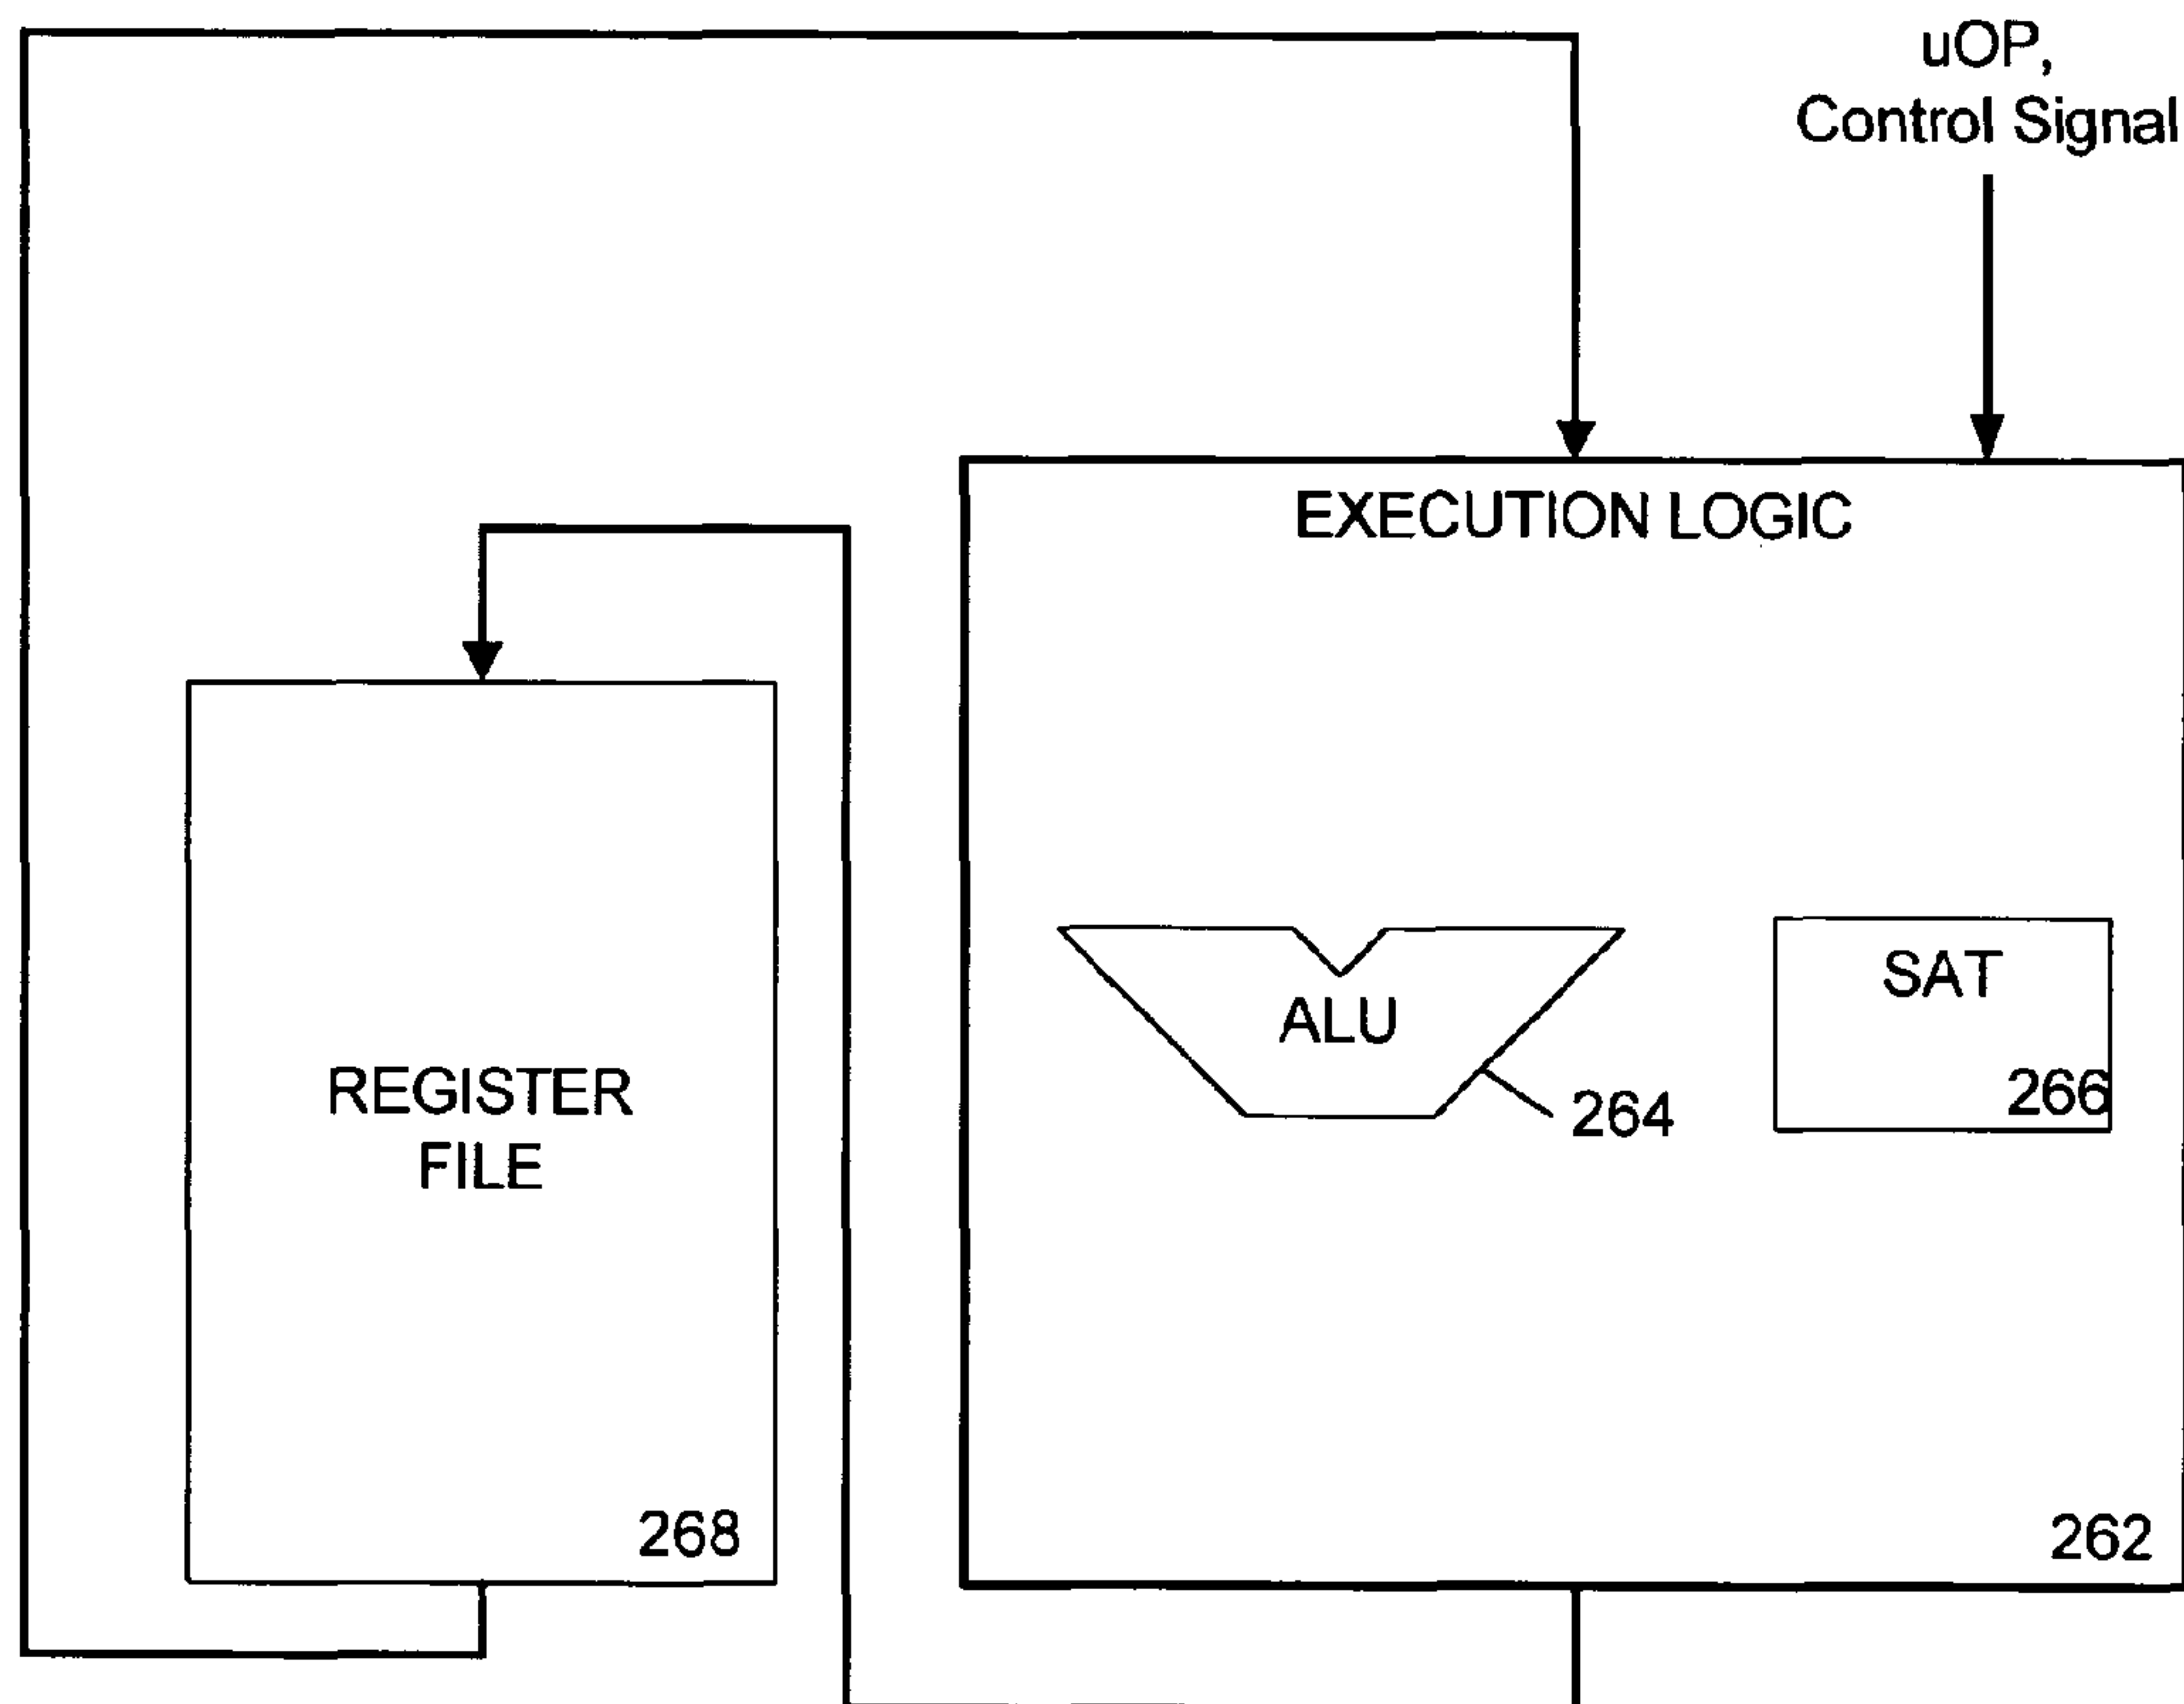 uOP,
Control Signal
EXECUTION LOGIC
ALU
264
SAT
266
REGISTER
FILE
268
262